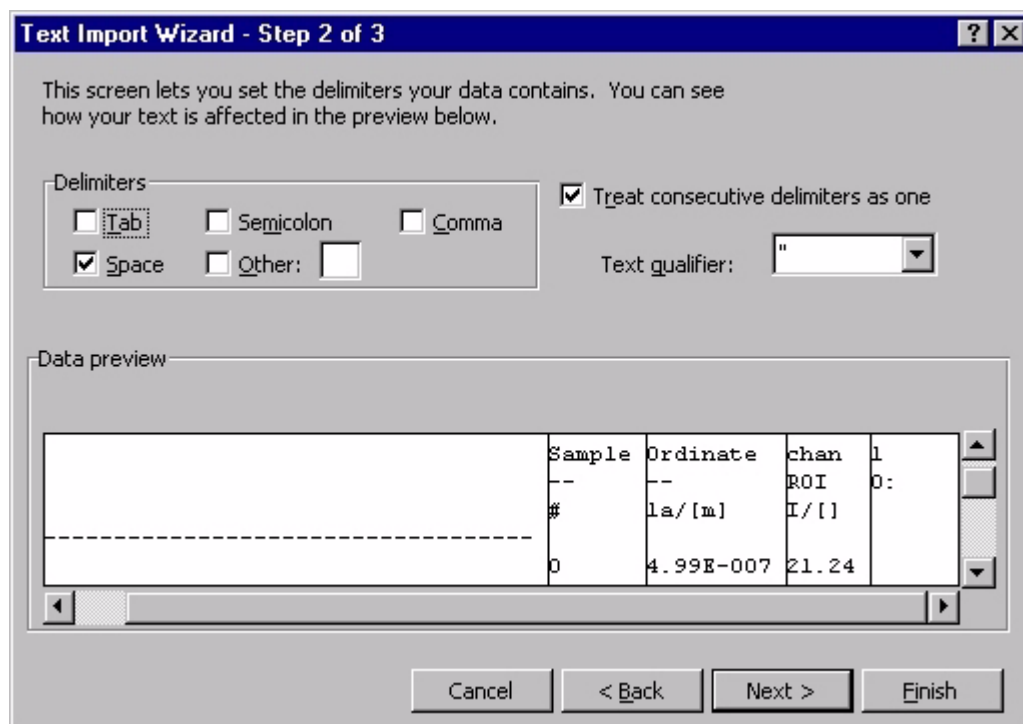 Text Import Wizard - Step 2 of 3
This screen lets you set the delimiters your data contains. You can see
how your text is affected in the preview below.
Delimiters
Tab Semicolon Comma
Space Other:
Treat consecutive delimiters as one
Text qualifier: "
Data preview
Sample Ordinate chan 1
-- -- ROI 0:
# la/[m] I/[]
-----------------------------------
0 4.99E-007 21.24
Cancel < Back Next > Finish